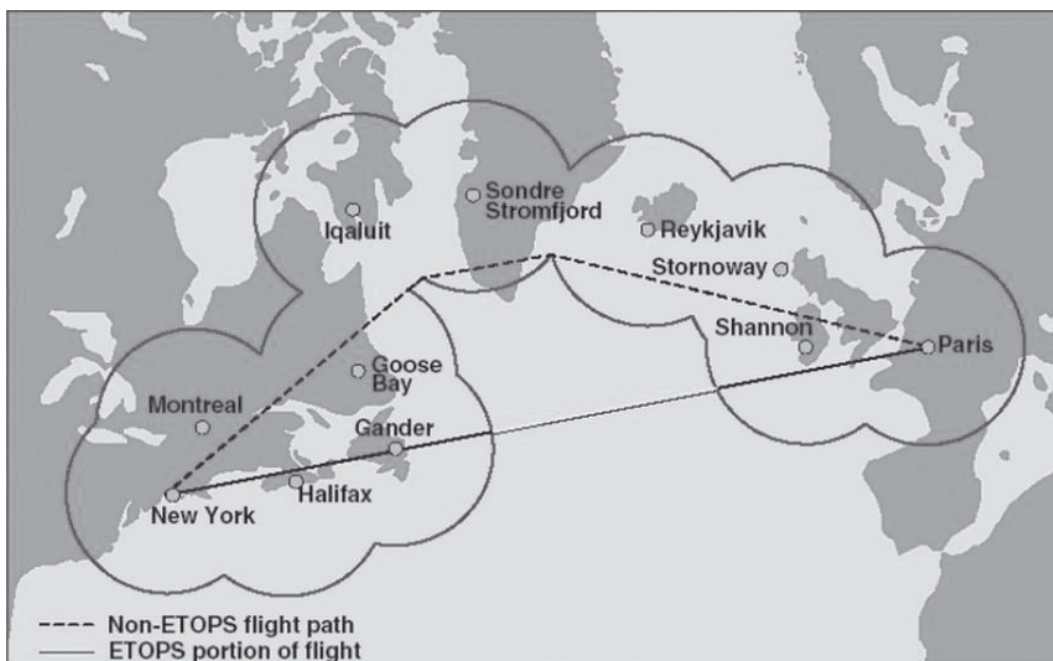 Sondre
Stromfjord
Iqaluit
Reykjavik
Stornoway
Shannon
Paris
Goose
Bay
Montreal
Gander
Halifax
New York
Non-ETOPS flight path
ETOPS portion of flight